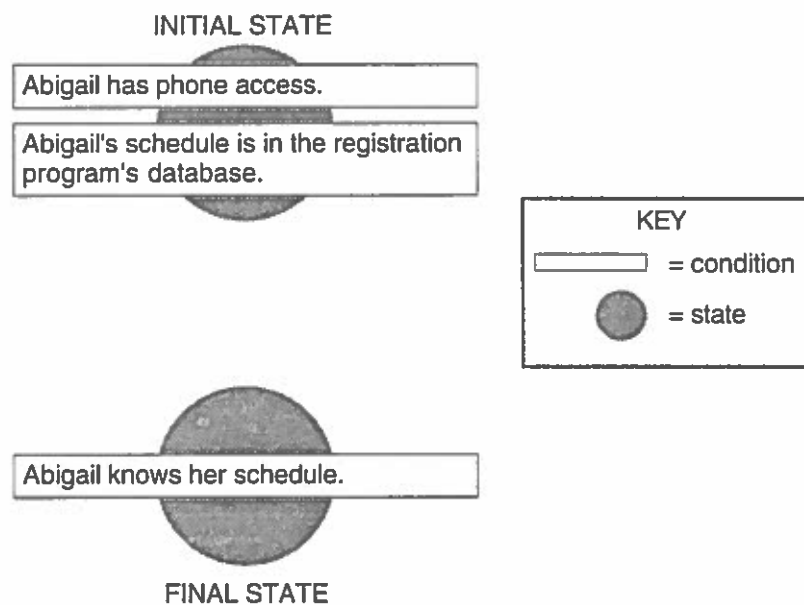 INITIAL STATE
Abigail has phone access.
Abigail's schedule is in the registration
program's database.
KEY
= condition
= state
Abigail knows her schedule.
FINAL STATE